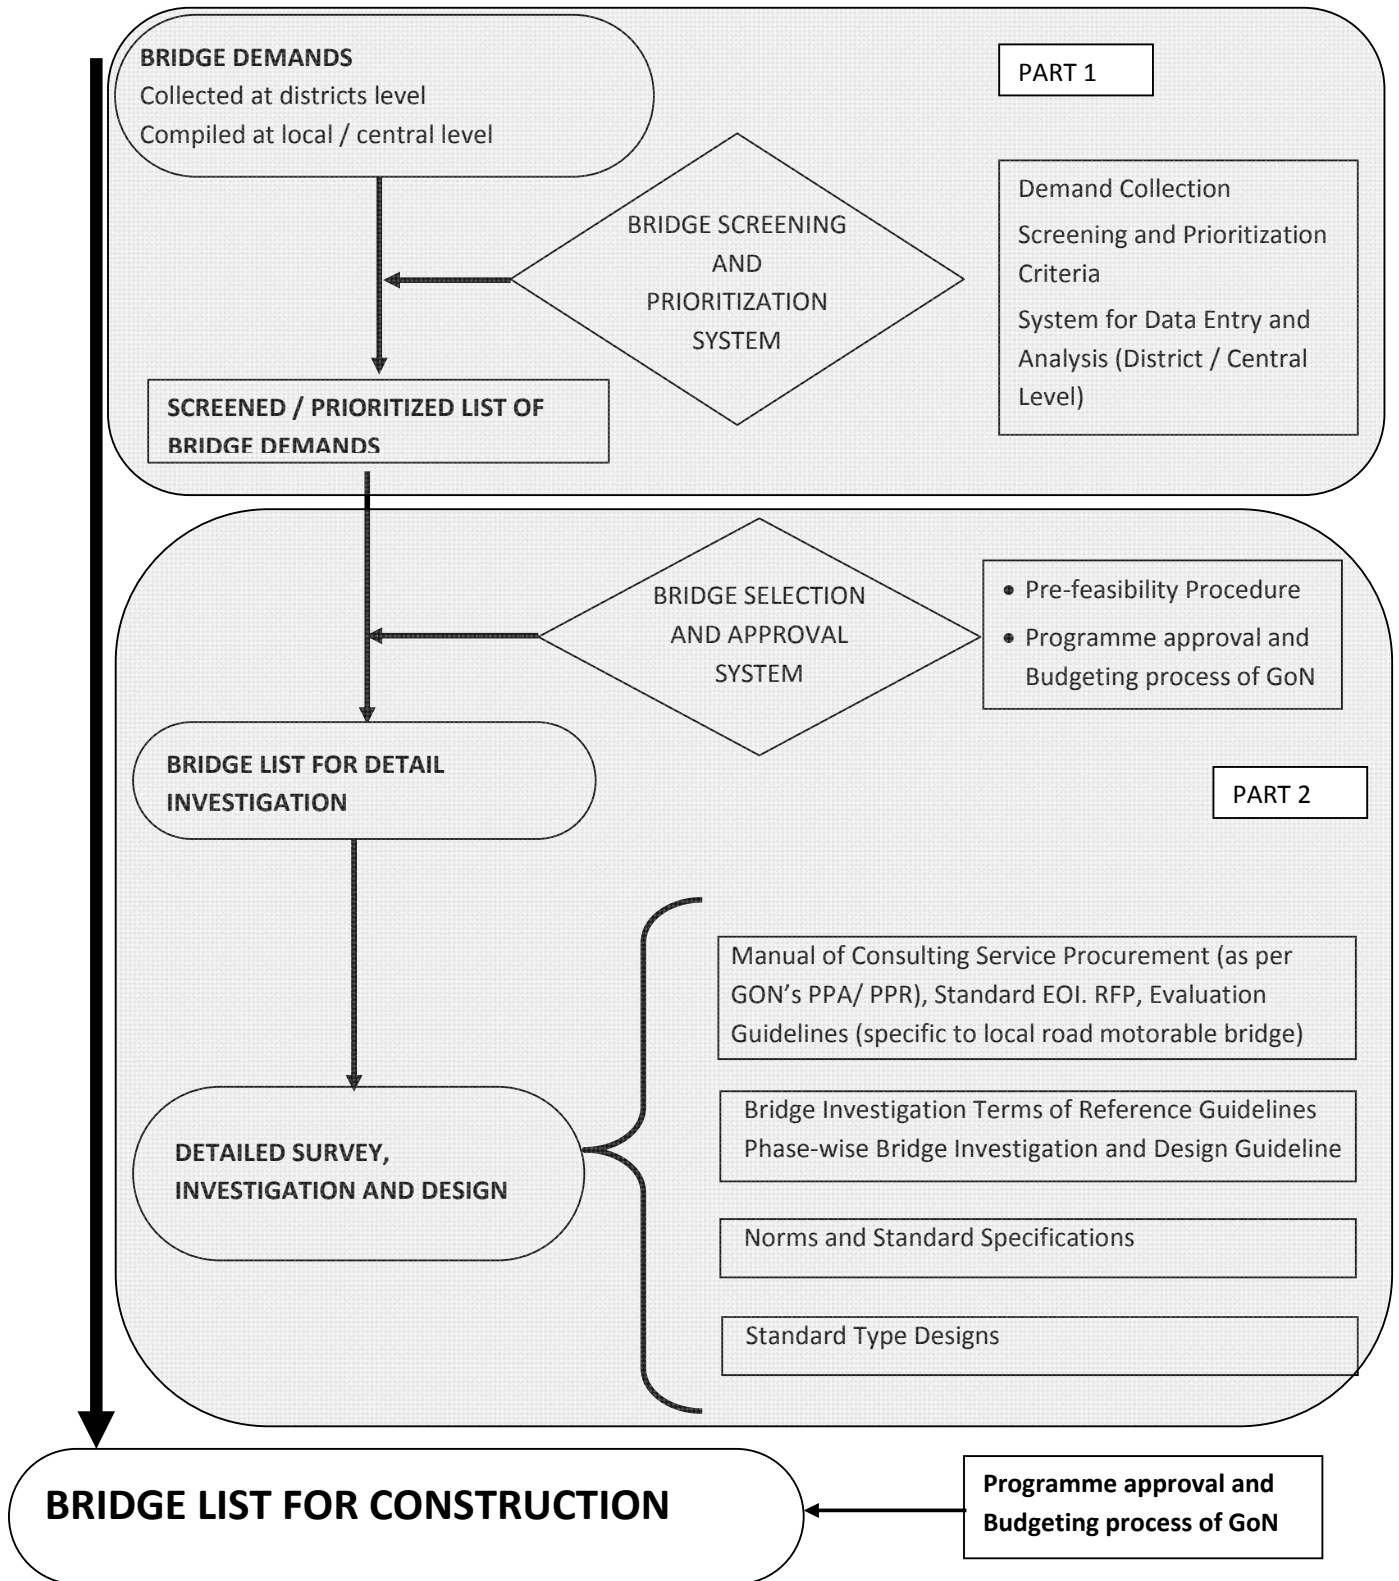 BRIDGE DEMANDS
Collected at districts level
Compiled at local / central level
PART 1
BRIDGE SCREENING
AND
PRIORITIZATION
SYSTEM
Demand Collection
Screening and Prioritization
Criteria
System for Data Entry and
Analysis (District / Central
Level)
SCREENED / PRIORITIZED LIST OF
BRIDGE DEMANDS
BRIDGE SELECTION
AND APPROVAL
SYSTEM
• Pre-feasibility Procedure
• Programme approval and
Budgeting process of GoN
BRIDGE LIST FOR DETAIL
INVESTIGATION
PART 2
Manual of Consulting Service Procurement (as per
GON’s PPA/ PPR), Standard EOI. RFP, Evaluation
Guidelines (specific to local road motorable bridge)
Bridge Investigation Terms of Reference Guidelines
Phase-wise Bridge Investigation and Design Guideline
DETAILED SURVEY,
INVESTIGATION AND DESIGN
Norms and Standard Specifications
Standard Type Designs
BRIDGE LIST FOR CONSTRUCTION
Programme approval and
Budgeting process of GoN